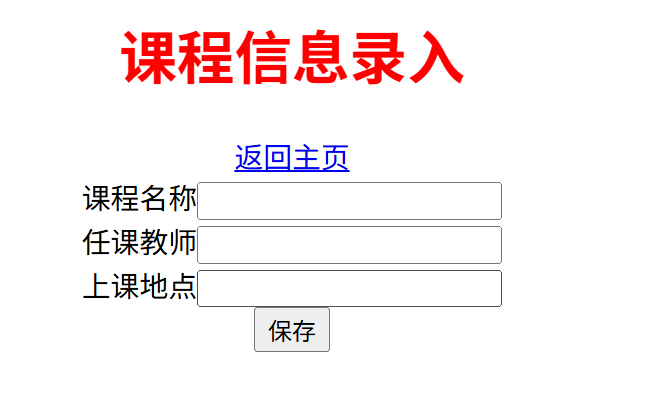 课程信息录入
返回主页
课程名称
任课教师
上课地点
保存